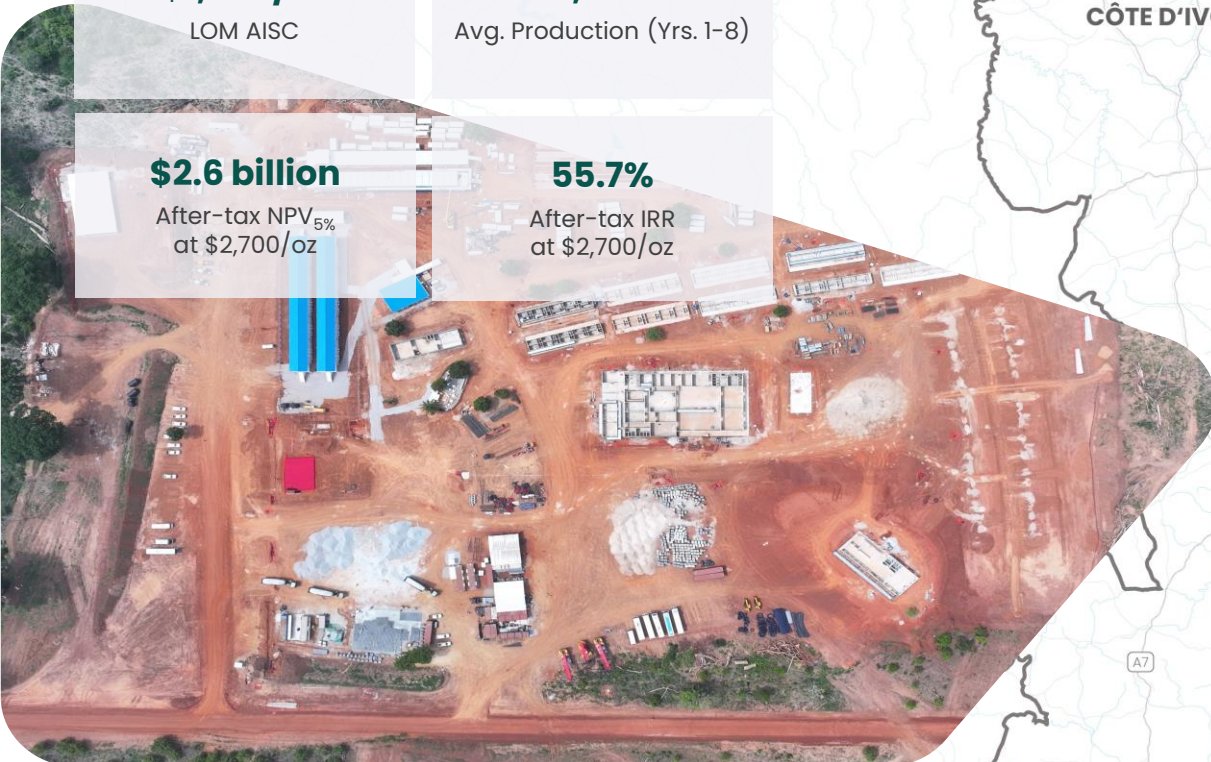 LOM AISC
Avg. Production (Yrs. 1-8)
CÔTE D'IV
$2.6 billion
After-tax NPV5%
at $2,700/oz
55.7%
After-tax IRR
at $2,700/oz
A7